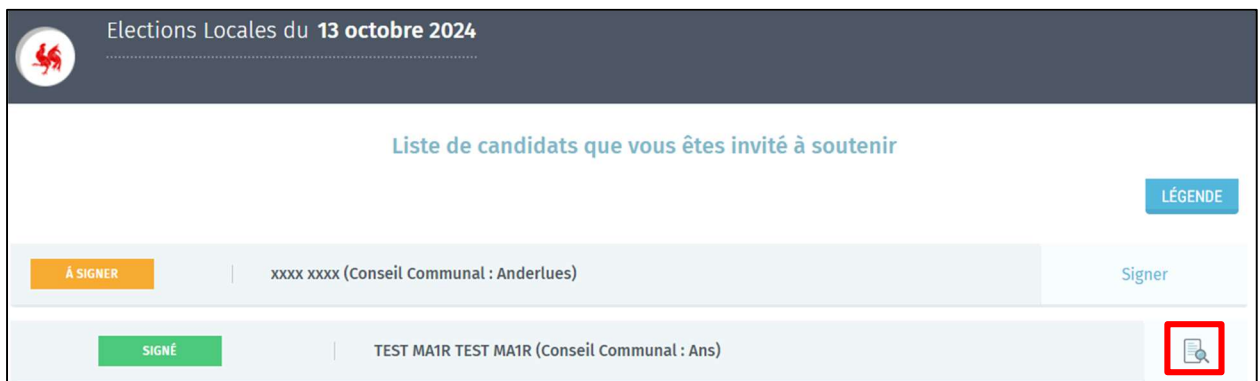 Elections Locales du 13 octobre 2024
Liste de candidats que vous êtes invité à soutenir
LÉGENDE
Á SIGNER xxxx xxxx (Conseil Communal : Anderlues) Signer
SIGNÉ TEST MA1R TEST MA1R (Conseil Communal : Ans)